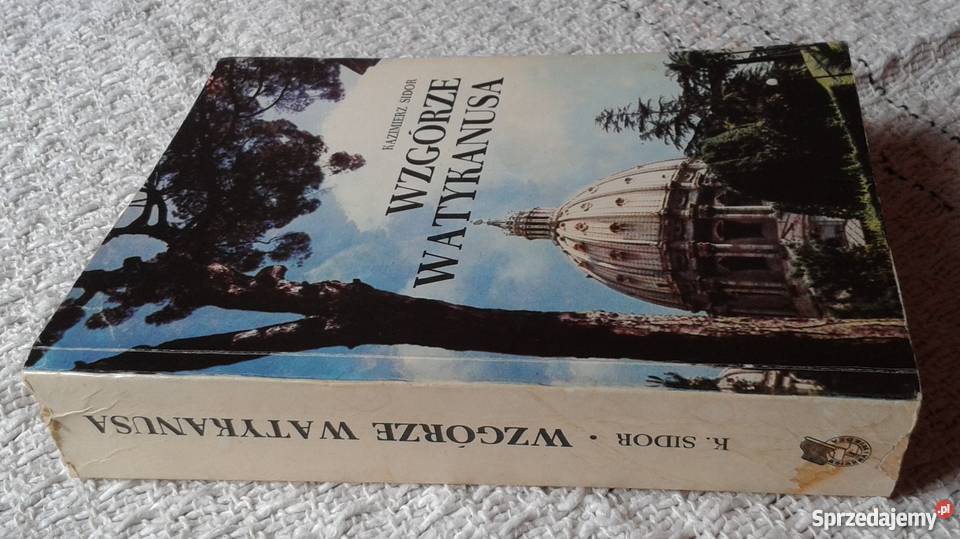 KAZIMIERZ SIDOR
WZGÓRZE
WATYKANUSA
K. SIDOR • WZGÓRZE WATYKANUSA
Sprzedajemy.pl